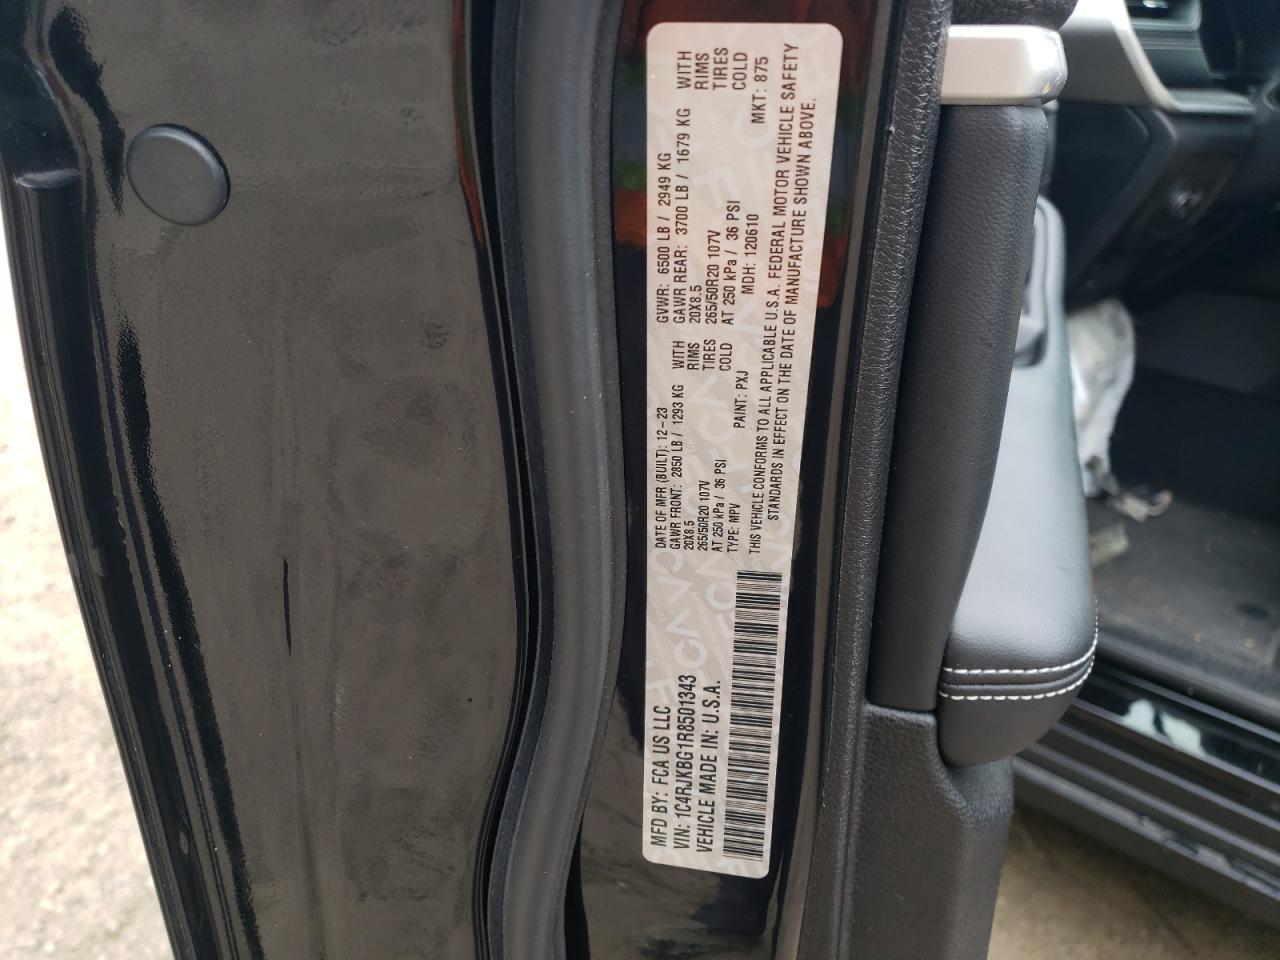 MFD BY: FCA US LLC
VIN: 1C4RJKBG1R8501343
VEHICLE MADE IN: U.S.A.
DATE OF MFR (BUILT): 12-23 GVWR: 6500 LB / 2949 KG
GAWR FRONT: 2850 LB / 1293 KG WITH GAWR REAR: 3700 LB / 1679 KG WITH
20X8.5 RIMS 20X8.5 RIMS
265/50R20 107V TIRES 265/50R20 107V TIRES
AT 250 kPa / 36 PSI COLD AT 250 kPa / 36 PSI COLD
TYPE: MPV PAINT: PXJ MDH: 120610 MKT: 875
THIS VEHICLE CONFORMS TO ALL APPLICABLE U.S.A. FEDERAL MOTOR VEHICLE SAFETY
STANDARDS IN EFFECT ON THE DATE OF MANUFACTURE SHOWN ABOVE.